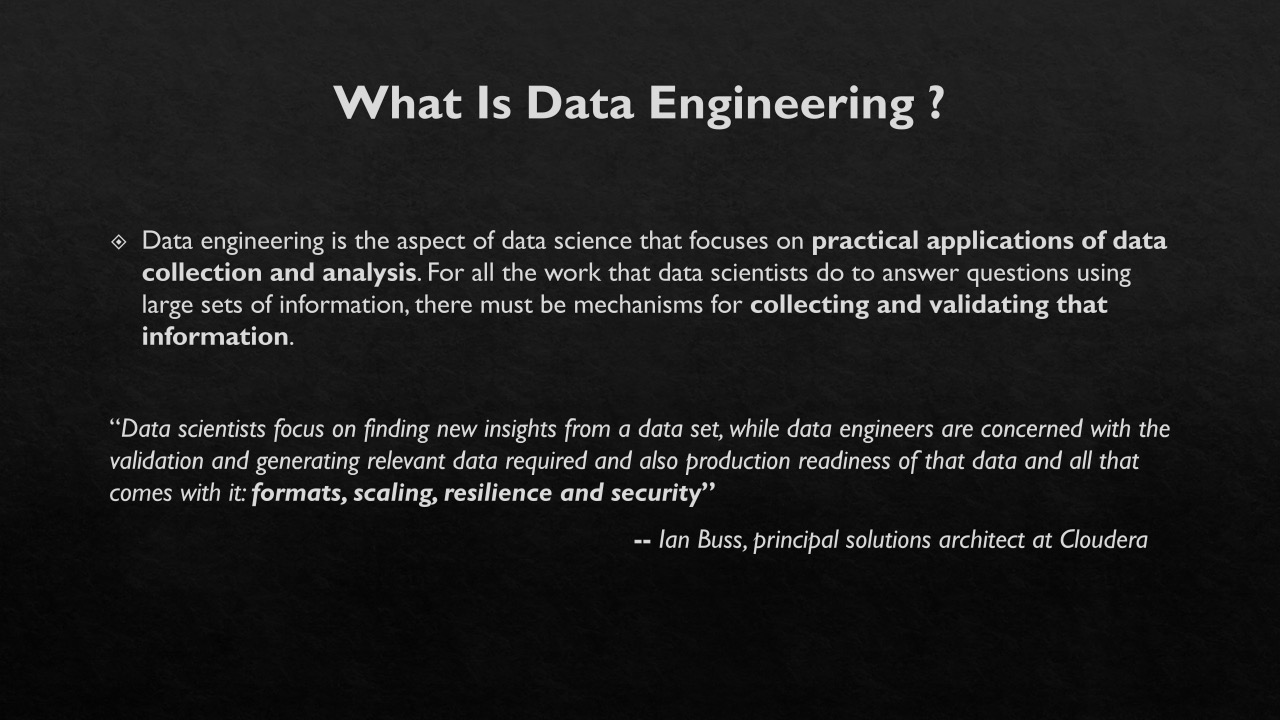 What Is Data Engineering ?
Data engineering is the aspect of data science that focuses on practical applications of data
collection and analysis. For all the work that data scientists do to answer questions using
large sets of information, there must be mechanisms for collecting and validating that
information.
“Data scientists focus on finding new insights from a data set, while data engineers are concerned with the
validation and generating relevant data required and also production readiness of that data and all that
comes with it: formats, scaling, resilience and security”
-- Ian Buss, principal solutions architect at Cloudera